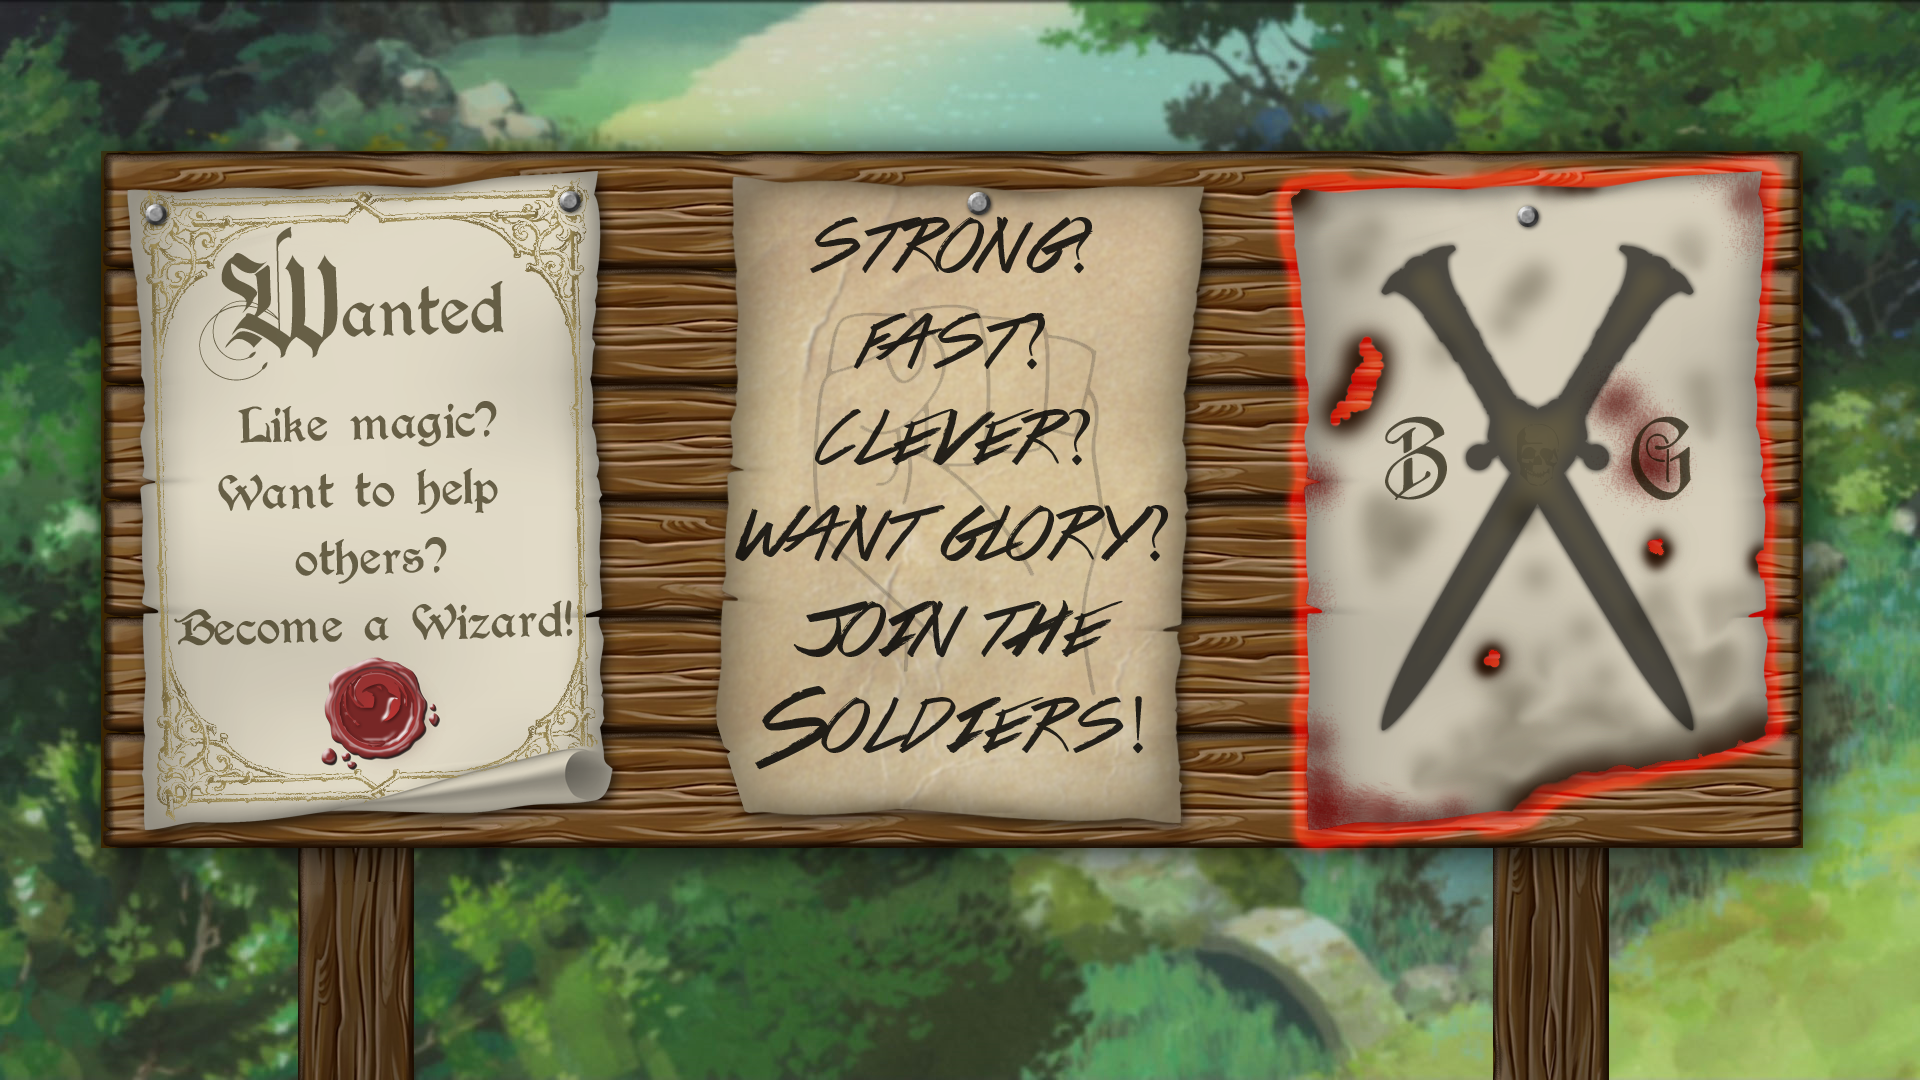 Wanted
Like magic?
Want to help
others?
Become a Wizard!
STRONG?
FAST?
CLEVER?
WANT GLORY?
JOIN THE
SOLDIERS!
B G